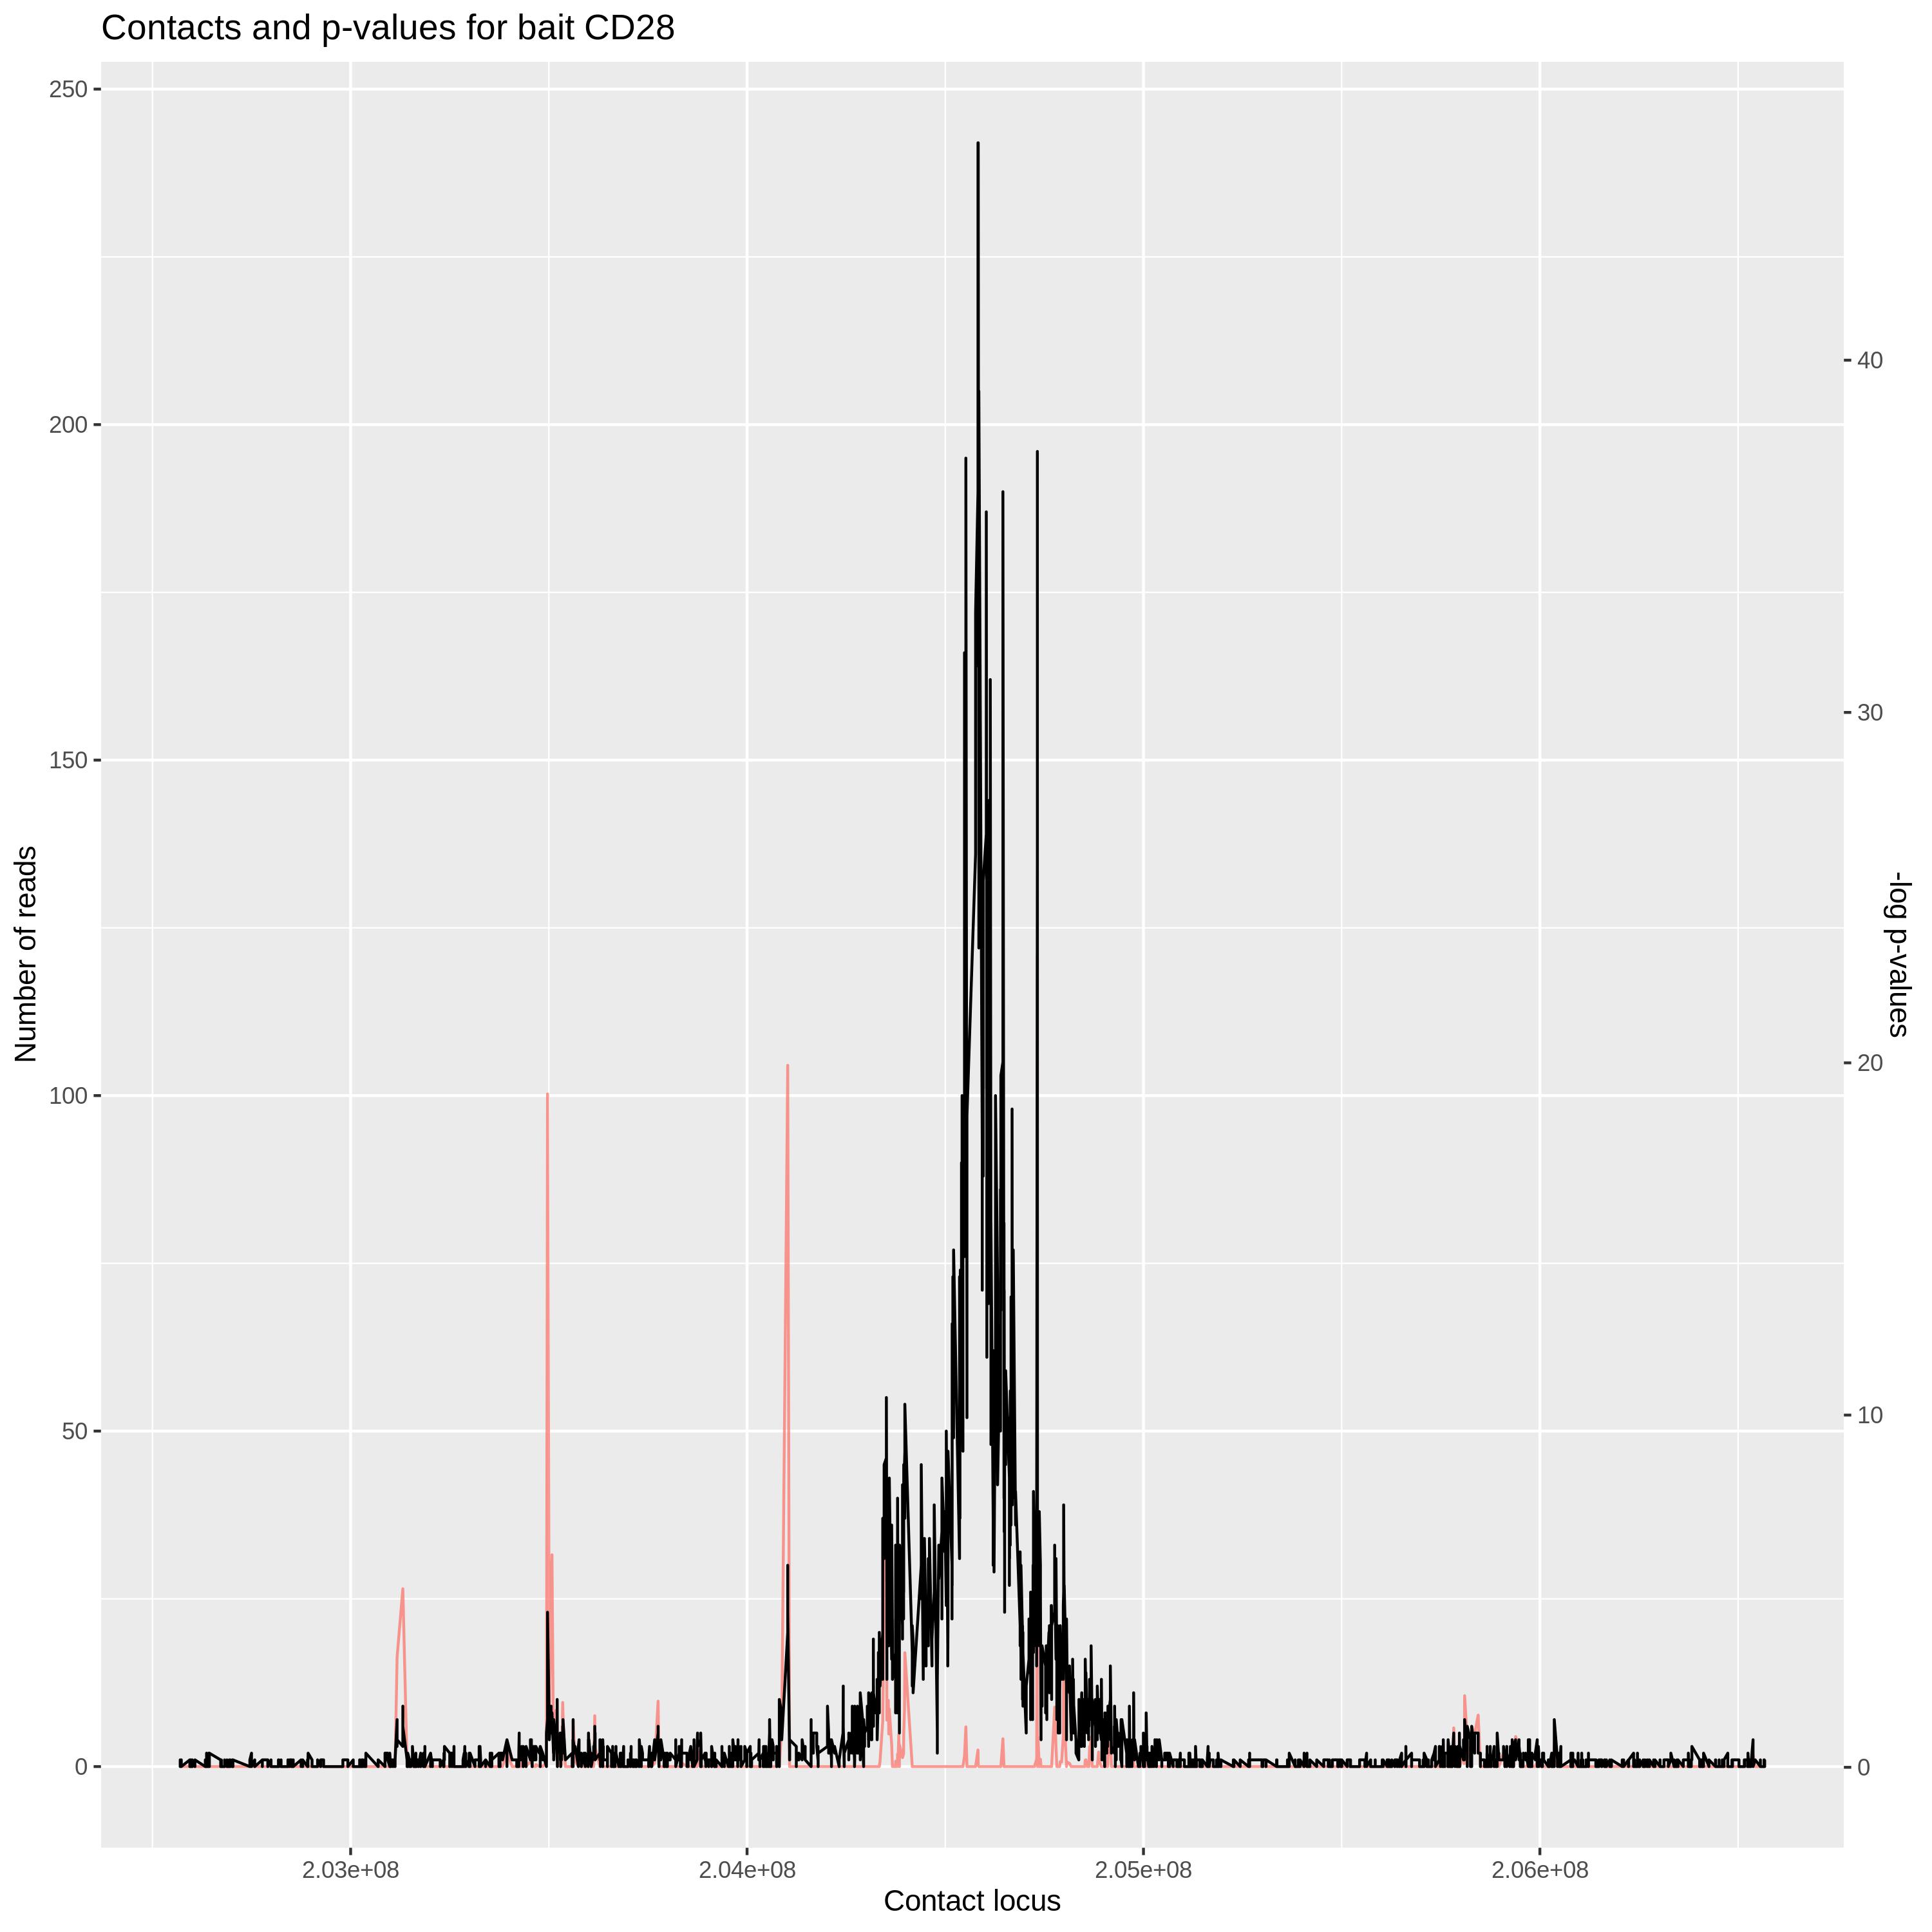 Contacts and p-values for bait CD28
250
200
150
100
50
0
Number of reads
40
30
20
10
0
-log p-values
2.03e+08
2.04e+08
2.05e+08
2.06e+08
Contact locus